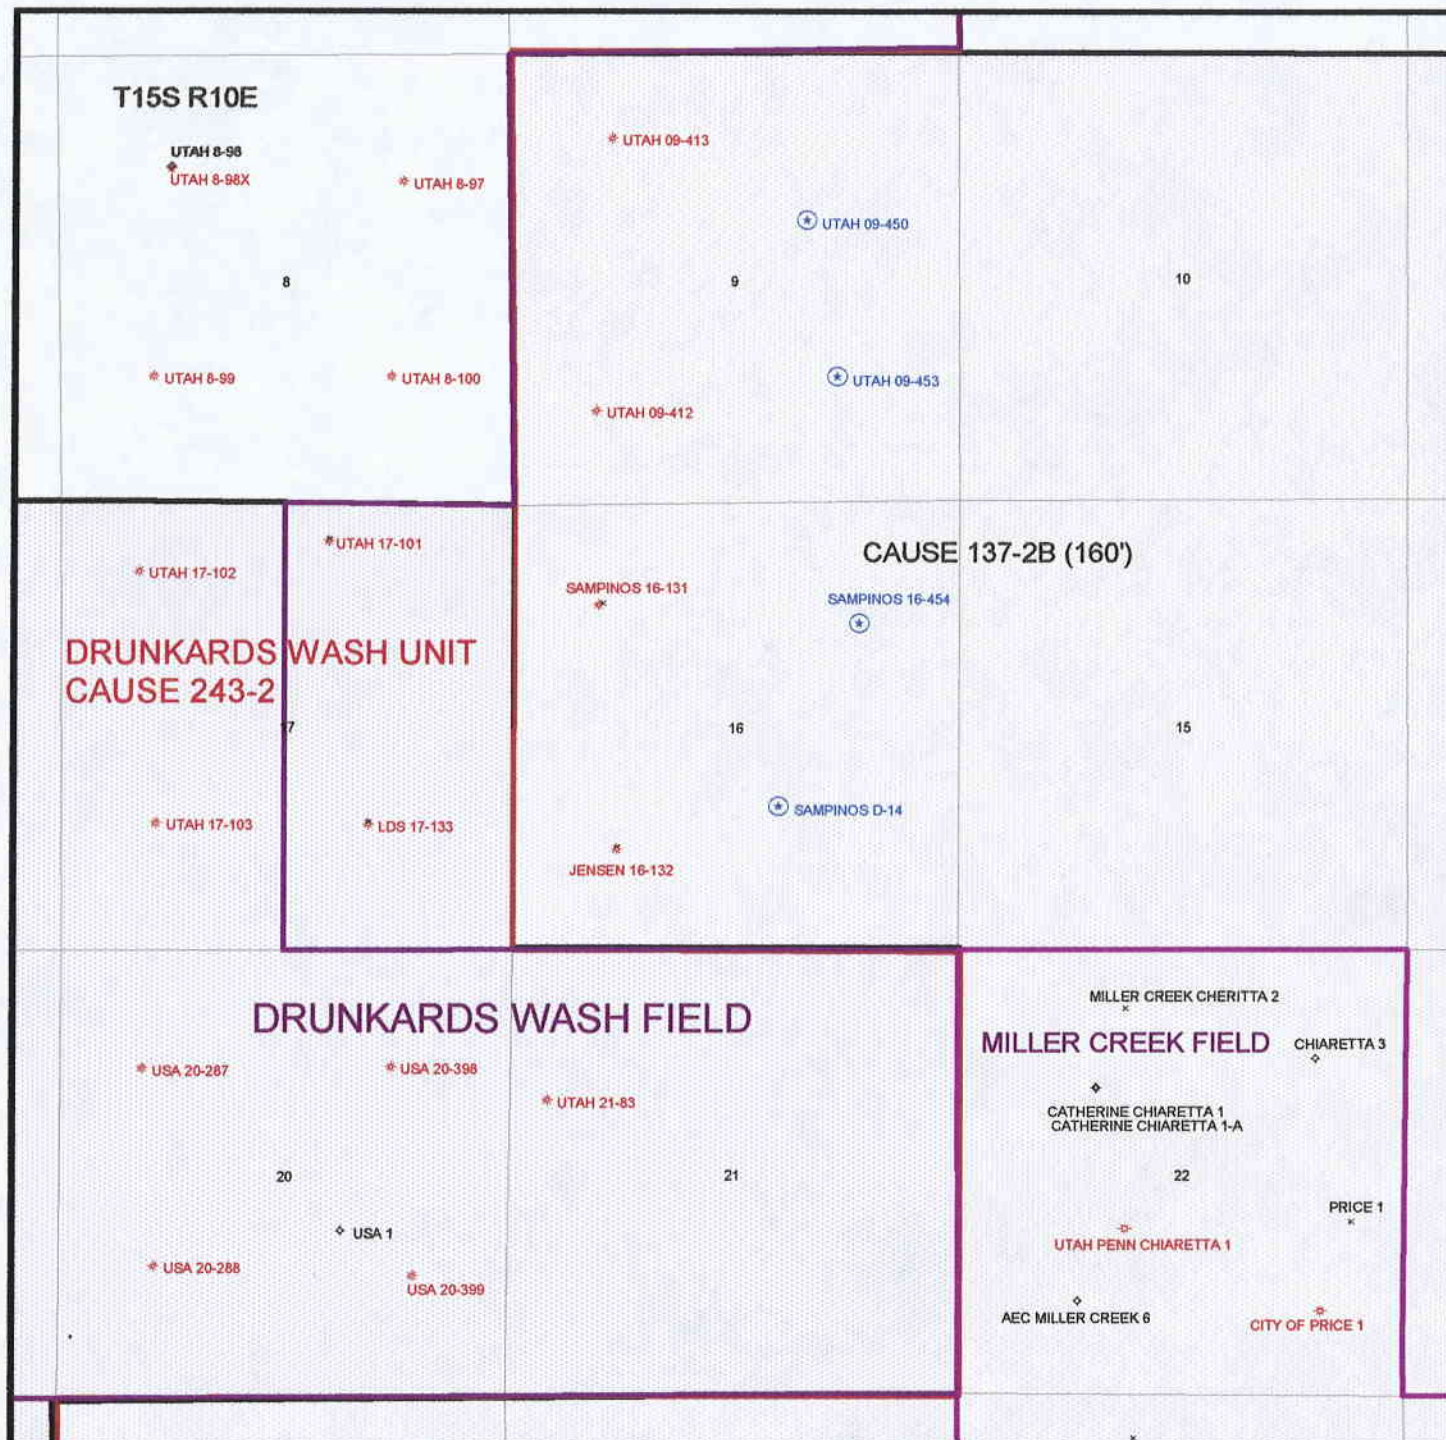 T15S R10E
UTAH 8-98
UTAH 8-98X
UTAH 8-97
UTAH 09-413
UTAH 09-450
8
9
10
UTAH 8-99
UTAH 8-100
UTAH 09-453
UTAH 09-412
UTAH 17-101
UTAH 17-102
CAUSE 137-2B (160')
SAMPINOS 16-131
SAMPINOS 16-454
DRUNKARDS WASH UNIT
CAUSE 243-2
17
16
15
UTAH 17-103
LDS 17-133
SAMPINOS D-14
JENSEN 16-132
DRUNKARDS WASH FIELD
MILLER CREEK CHERITTA 2
MILLER CREEK FIELD
CHIARETTA 3
USA 20-287
USA 20-398
UTAH 21-83
CATHERINE CHIARETTA 1
CATHERINE CHIARETTA 1-A
20
21
22
USA 1
PRICE 1
UTAH PENN CHIARETTA 1
USA 20-288
USA 20-399
AEC MILLER CREEK 6
CITY OF PRICE 1